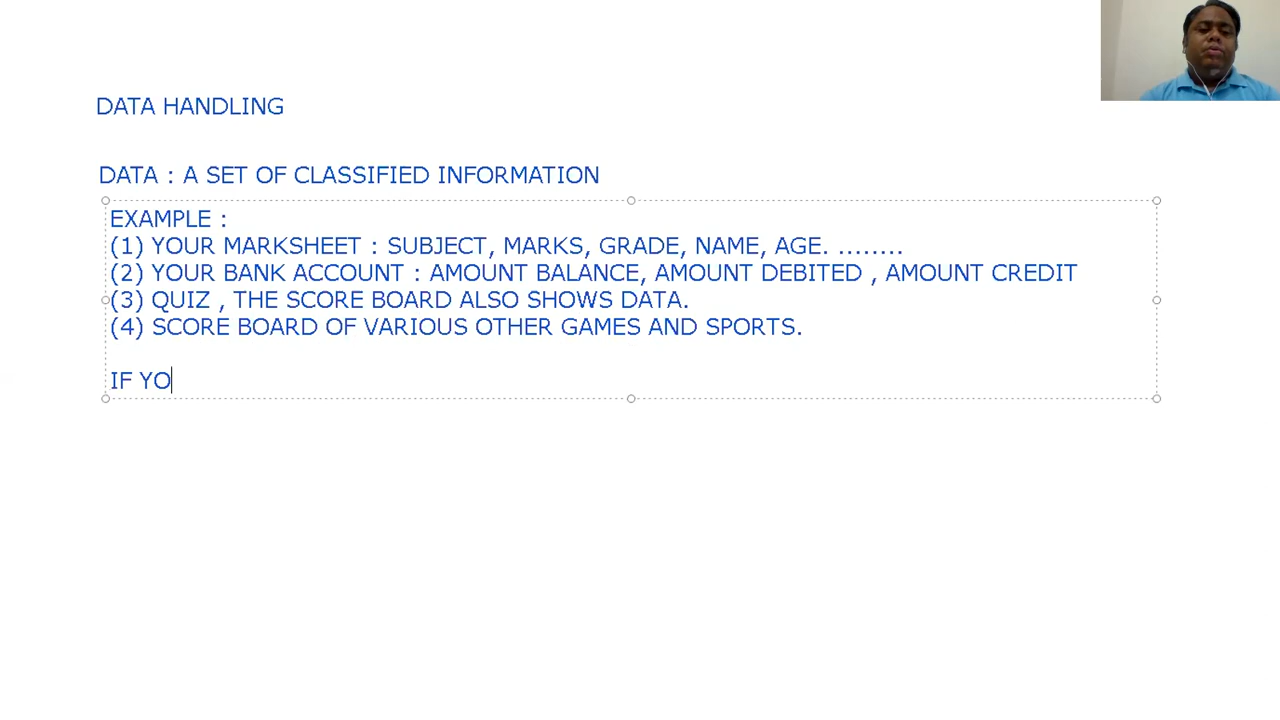 DATA HANDLING
DATA : A SET OF CLASSIFIED INFORMATION
EXAMPLE :
(1) YOUR MARKSHEET : SUBJECT, MARKS, GRADE, NAME, AGE. ........
(2) YOUR BANK ACCOUNT : AMOUNT BALANCE, AMOUNT DEBITED , AMOUNT CREDIT
(3) QUIZ , THE SCORE BOARD ALSO SHOWS DATA.
(4) SCORE BOARD OF VARIOUS OTHER GAMES AND SPORTS.
IF YO